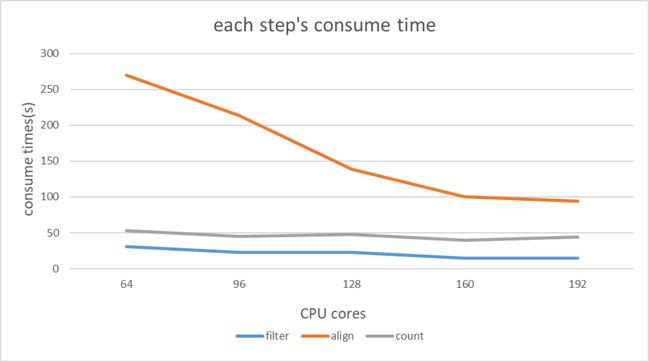 each step's consume time
300
250
200
150
100
50
0
consume times(s)
64 96 128 160 192
CPU cores
filter align count